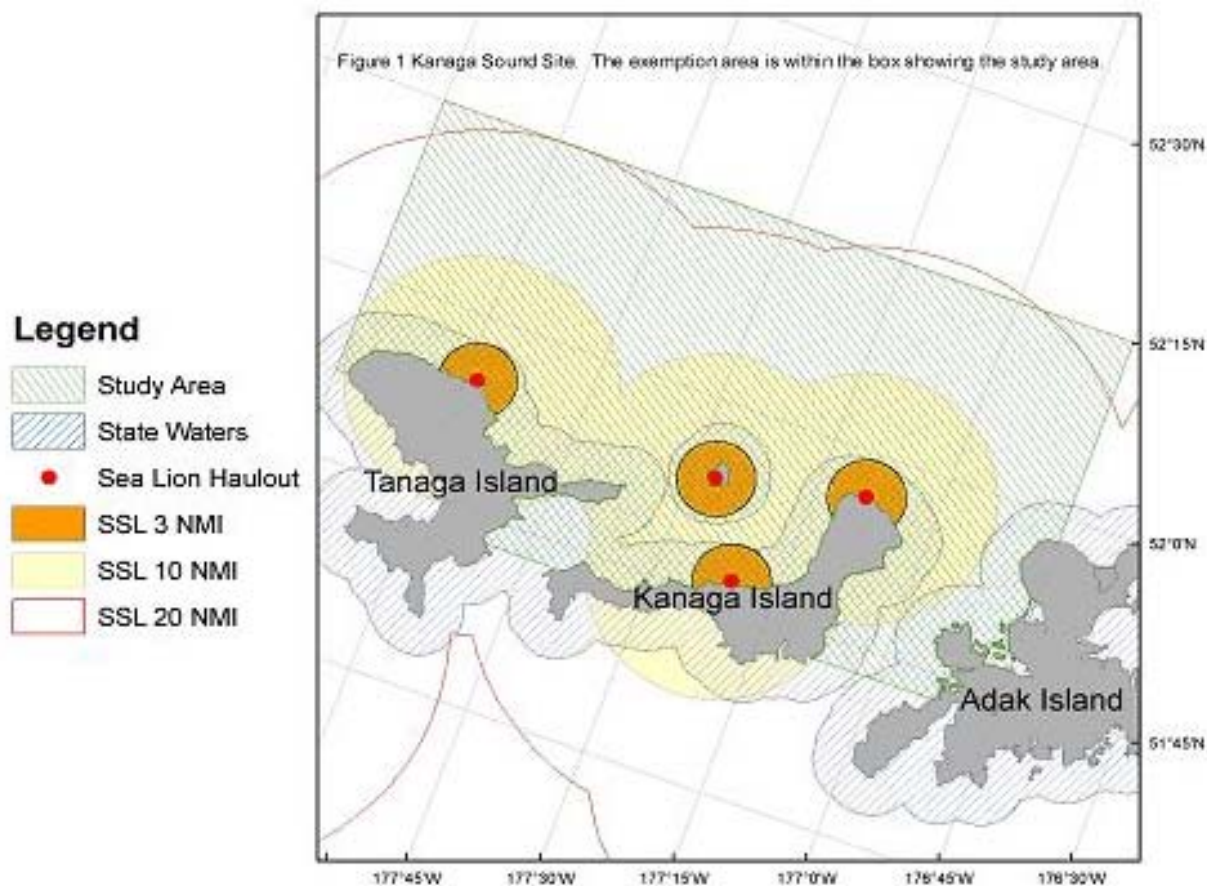 Figure 1 Kanaga Sound Site. The exemption area is within the box showing the study area.
52°30'N
52°15'N
52°0'N
51°45'N
Legend
Study Area
State Waters
Sea Lion Haulout
SSL 3 NMI
SSL 10 NMI
SSL 20 NMI
Tanaga Island
Kanaga Island
Adak Island
177°45'W
177°30'W
177°15'W
177°0'W
176°45'W
176°30'W